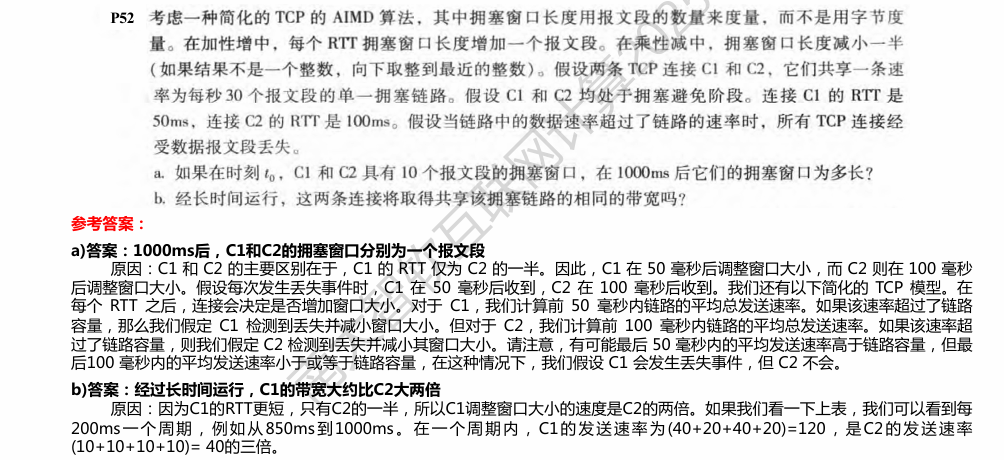 P52 考虑一种简化的 TCP 的 AIMD 算法，其中拥塞窗口长度用报文段的数量来度量，而不是用字节度
量。在加性增中，每个 RTT 拥塞窗口长度增加一个报文段。在乘性减中，拥塞窗口长度减小一半
(如果结果不是一个整数，向下取整到最近的整数)。假设两条 TCP 连接 C1 和 C2，它们共享一条速
率为每秒 30 个报文段的单一拥塞链路。假设 C1 和 C2 均处于拥塞避免阶段。连接 C1 的 RTT 是
50ms，连接 C2 的 RTT 是 100ms。假设当链路中的数据速率超过了链路的速率时，所有 TCP 连接经
受数据报文段丢失。
a. 如果在时刻 t₀，C1 和 C2 具有 10 个报文段的拥塞窗口，在 1000ms 后它们的拥塞窗口为多长?
b. 经长时间运行，这两条连接将取得共享该拥塞链路的相同的带宽吗?
参考答案：
a)答案：1000ms后，C1和C2的拥塞窗口分别为一个报文段
原因：C1 和 C2 的主要区别在于，C1 的 RTT 仅为 C2 的一半。因此，C1 在 50 毫秒后调整窗口大小，而 C2 则在 100 毫秒
后调整窗口大小。假设每次发生丢失事件时，C1 在 50 毫秒后收到，C2 在 100 毫秒后收到。我们还有以下简化的 TCP 模型。在
每个 RTT 之后，连接会决定是否增加窗口大小。对于 C1，我们计算前 50 毫秒内链路的平均总发送速率。如果该速率超过了链路
容量，那么我们假定 C1 检测到丢失并减小窗口大小。但对于 C2，我们计算前 100 毫秒内链路的平均总发送速率。如果该速率超
过了链路容量，则我们假定 C2 检测到丢失并减小其窗口大小。请注意，有可能最后 50 毫秒内的平均发送速率高于链路容量，但最
后100 毫秒内的平均发送速率小于或等于链路容量，在这种情况下，我们假设 C1 会发生丢失事件，但 C2 不会。
b)答案：经过长时间运行，C1的带宽大约比C2大两倍
原因：因为C1的RTT更短，只有C2的一半，所以C1调整窗口大小的速度是C2的两倍。如果我们看一下上表，我们可以看到每
200ms一个周期，例如从850ms到1000ms。在一个周期内，C1的发送速率为(40+20+40+20)=120，是C2的发送速率
(10+10+10+10)= 40的三倍。